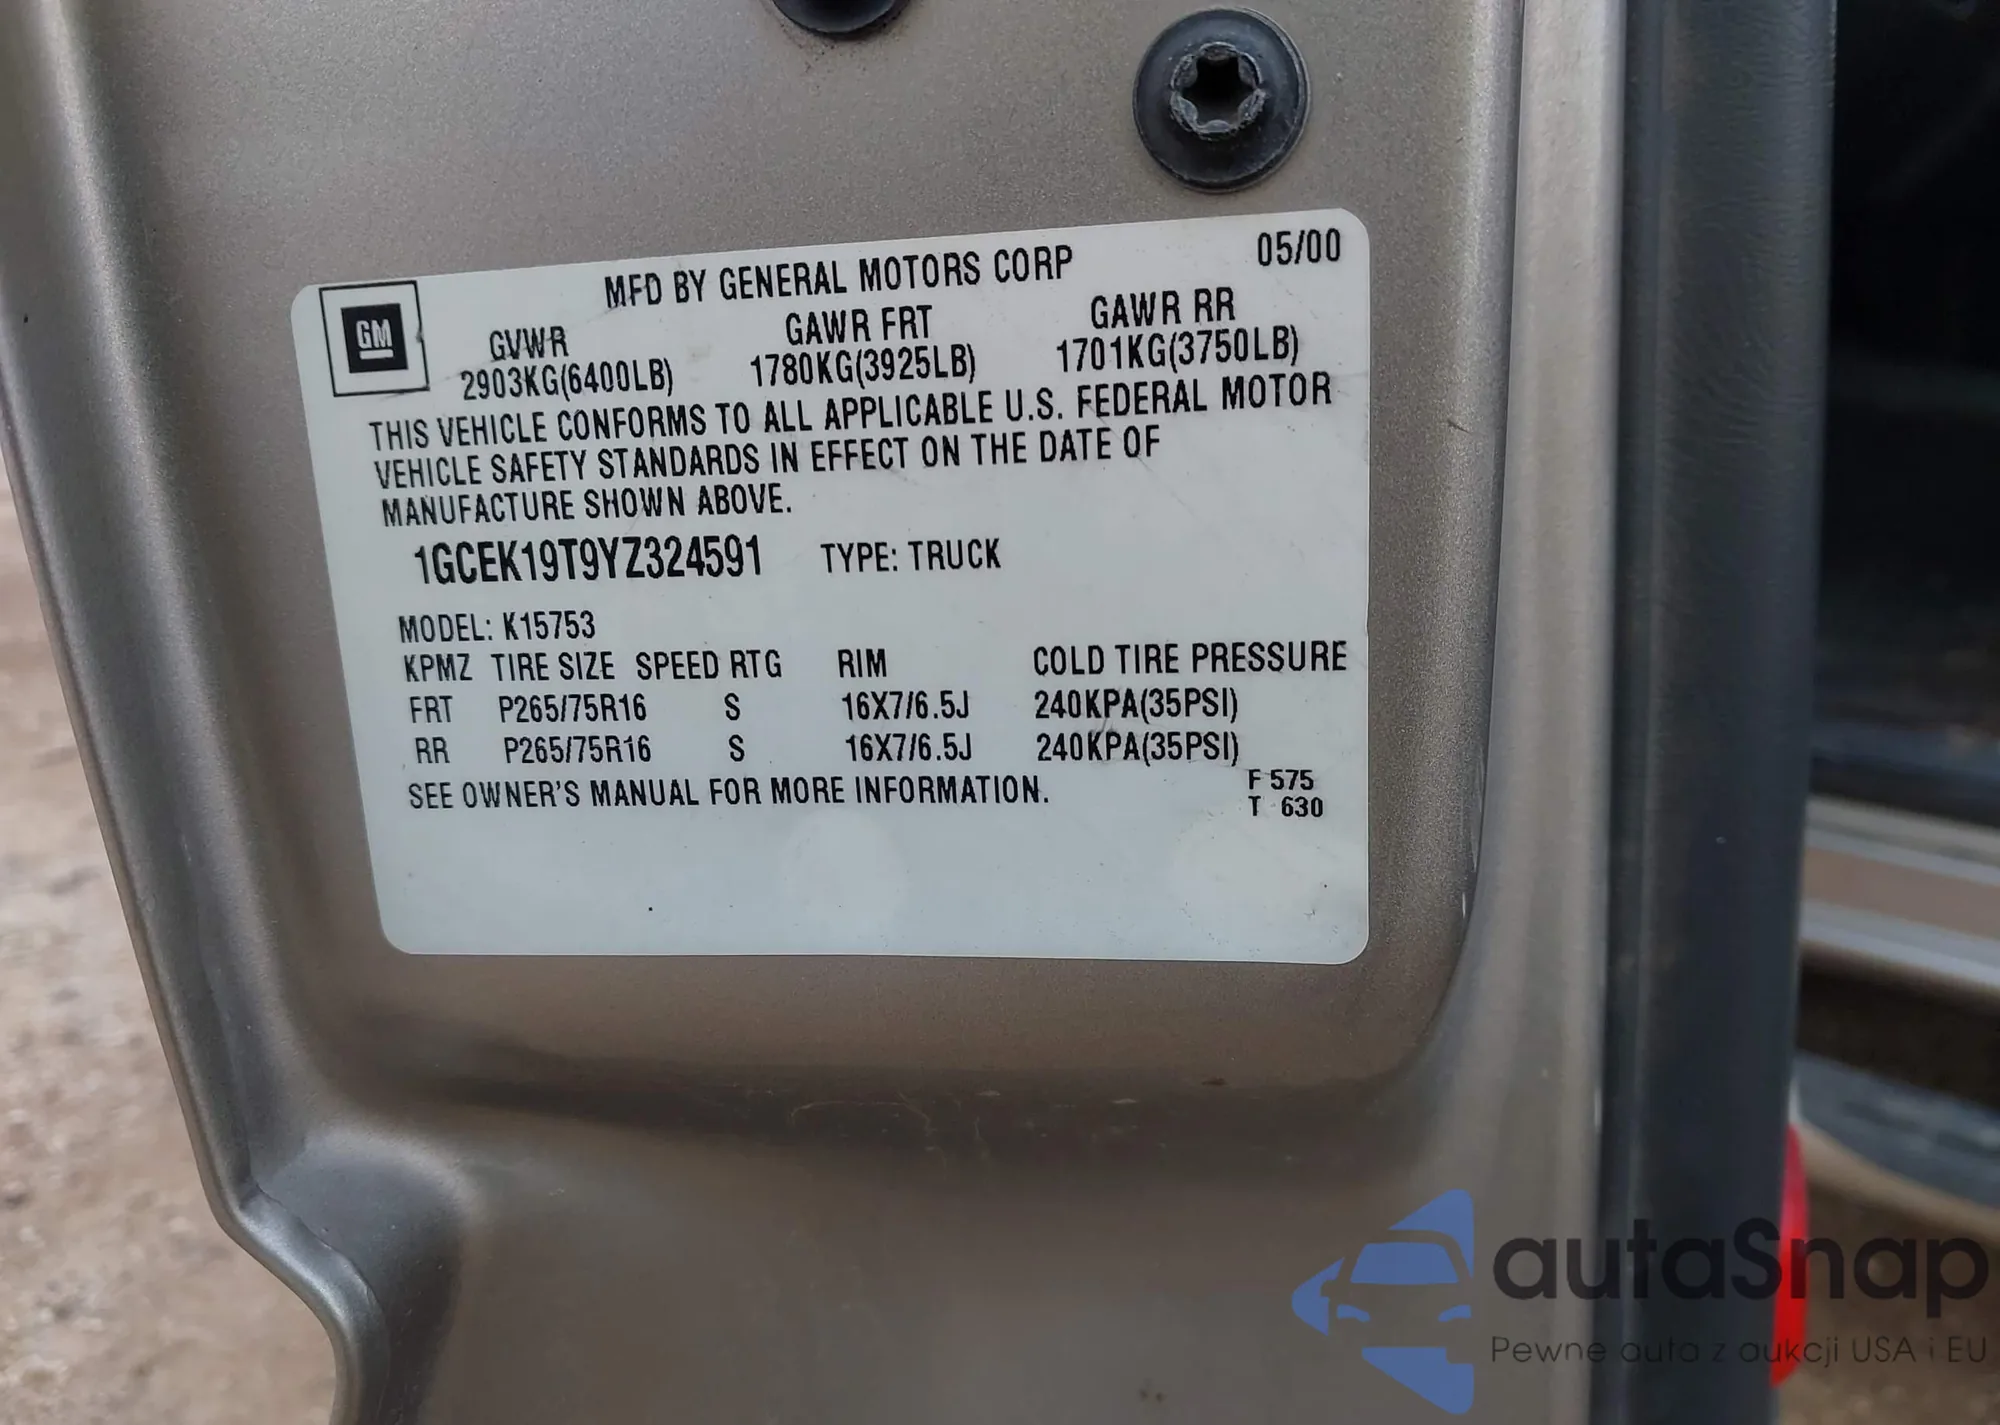 MFD BY GENERAL MOTORS CORP 05/00
GM
GVWR GAWR FRT GAWR RR
2903KG(6400LB) 1780KG(3925LB) 1701KG(3750LB)
THIS VEHICLE CONFORMS TO ALL APPLICABLE U.S. FEDERAL MOTOR
VEHICLE SAFETY STANDARDS IN EFFECT ON THE DATE OF
MANUFACTURE SHOWN ABOVE.
1GCEK19T9YZ324591 TYPE: TRUCK
MODEL: K15753
KPMZ TIRE SIZE SPEED RTG RIM COLD TIRE PRESSURE
FRT P265/75R16 S 16X7/6.5J 240KPA(35PSI)
RR P265/75R16 S 16X7/6.5J 240KPA(35PSI)
SEE OWNER'S MANUAL FOR MORE INFORMATION. F 575
T 630
autaSnap
Pewne auta z aukcji USA i EU